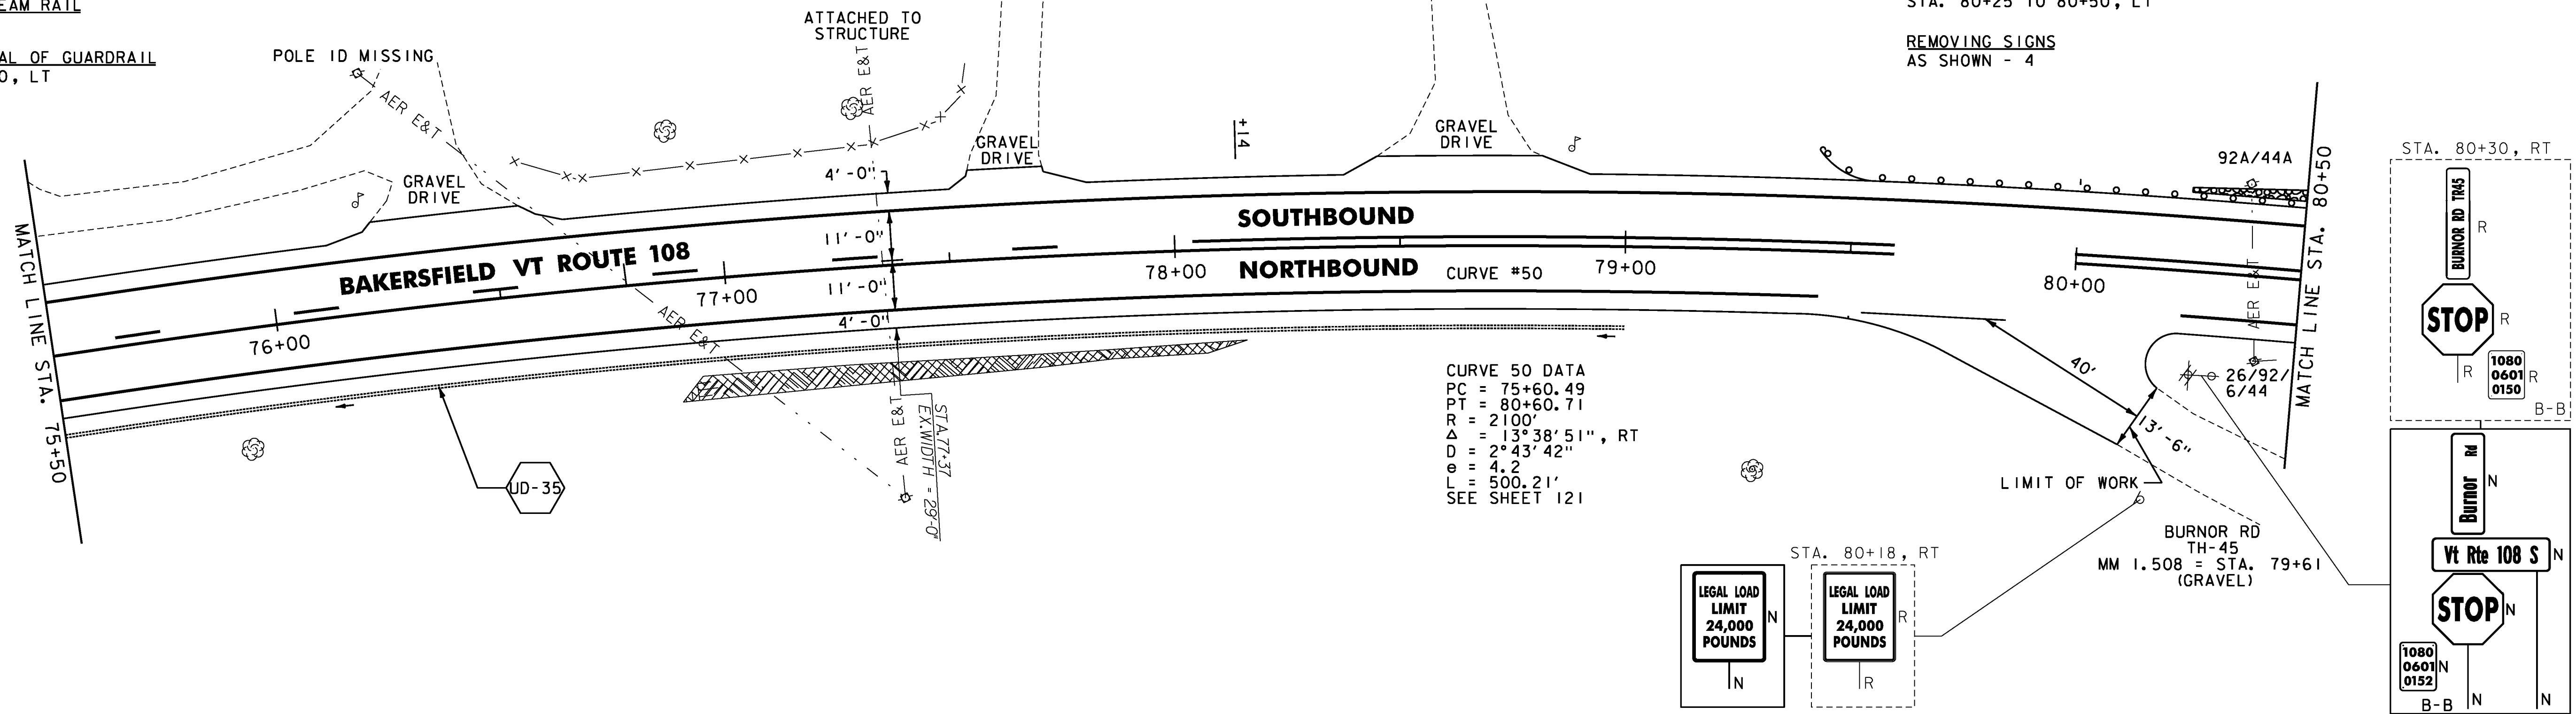 EAM RAIL
AL OF GUARDRAIL
O, LT
POLE ID MISSING
ATTACHED TO
STRUCTURE
AER E&T
AER E&T
GRAVEL
DRIVE
GRAVEL
DRIVE
+14
GRAVEL
DRIVE
STA. 80+25 TO 80+50, LT
REMOVING SIGNS
AS SHOWN - 4
92A/44A
MATCH LINE STA. 75+50
MATCH LINE STA. 80+50
4'-0"
11'-0"
11'-0"
4'-0"
BAKERSFIELD VT ROUTE 108
SOUTHBOUND
NORTHBOUND
CURVE #50
76+00
77+00
78+00
79+00
80+00
AER E&T
AER E&T
AER E&T
STA.77+37
EX.WIDTH = 29'-0"
UD-35
CURVE 50 DATA
PC = 75+60.49
PT = 80+60.71
R = 2100'
Δ = 13°38'51", RT
D = 2°43'42"
e = 4.2
L = 500.21'
SEE SHEET 121
40'
13'-6"
26/92/
6/44
LIMIT OF WORK
BURNOR RD
TH-45
MM 1.508 = STA. 79+61
(GRAVEL)
STA. 80+18, RT
LEGAL LOAD
LIMIT
24,000
POUNDS
N
N
LEGAL LOAD
LIMIT
24,000
POUNDS
R
R
STA. 80+30, RT
BURNOR RD TR45
R
STOP
R
R
1080
0601
0150
R
B-B
Burnor Rd
N
Vt Rte 108 S
N
STOP
N
1080
0601
0152
N
B-B
N
N